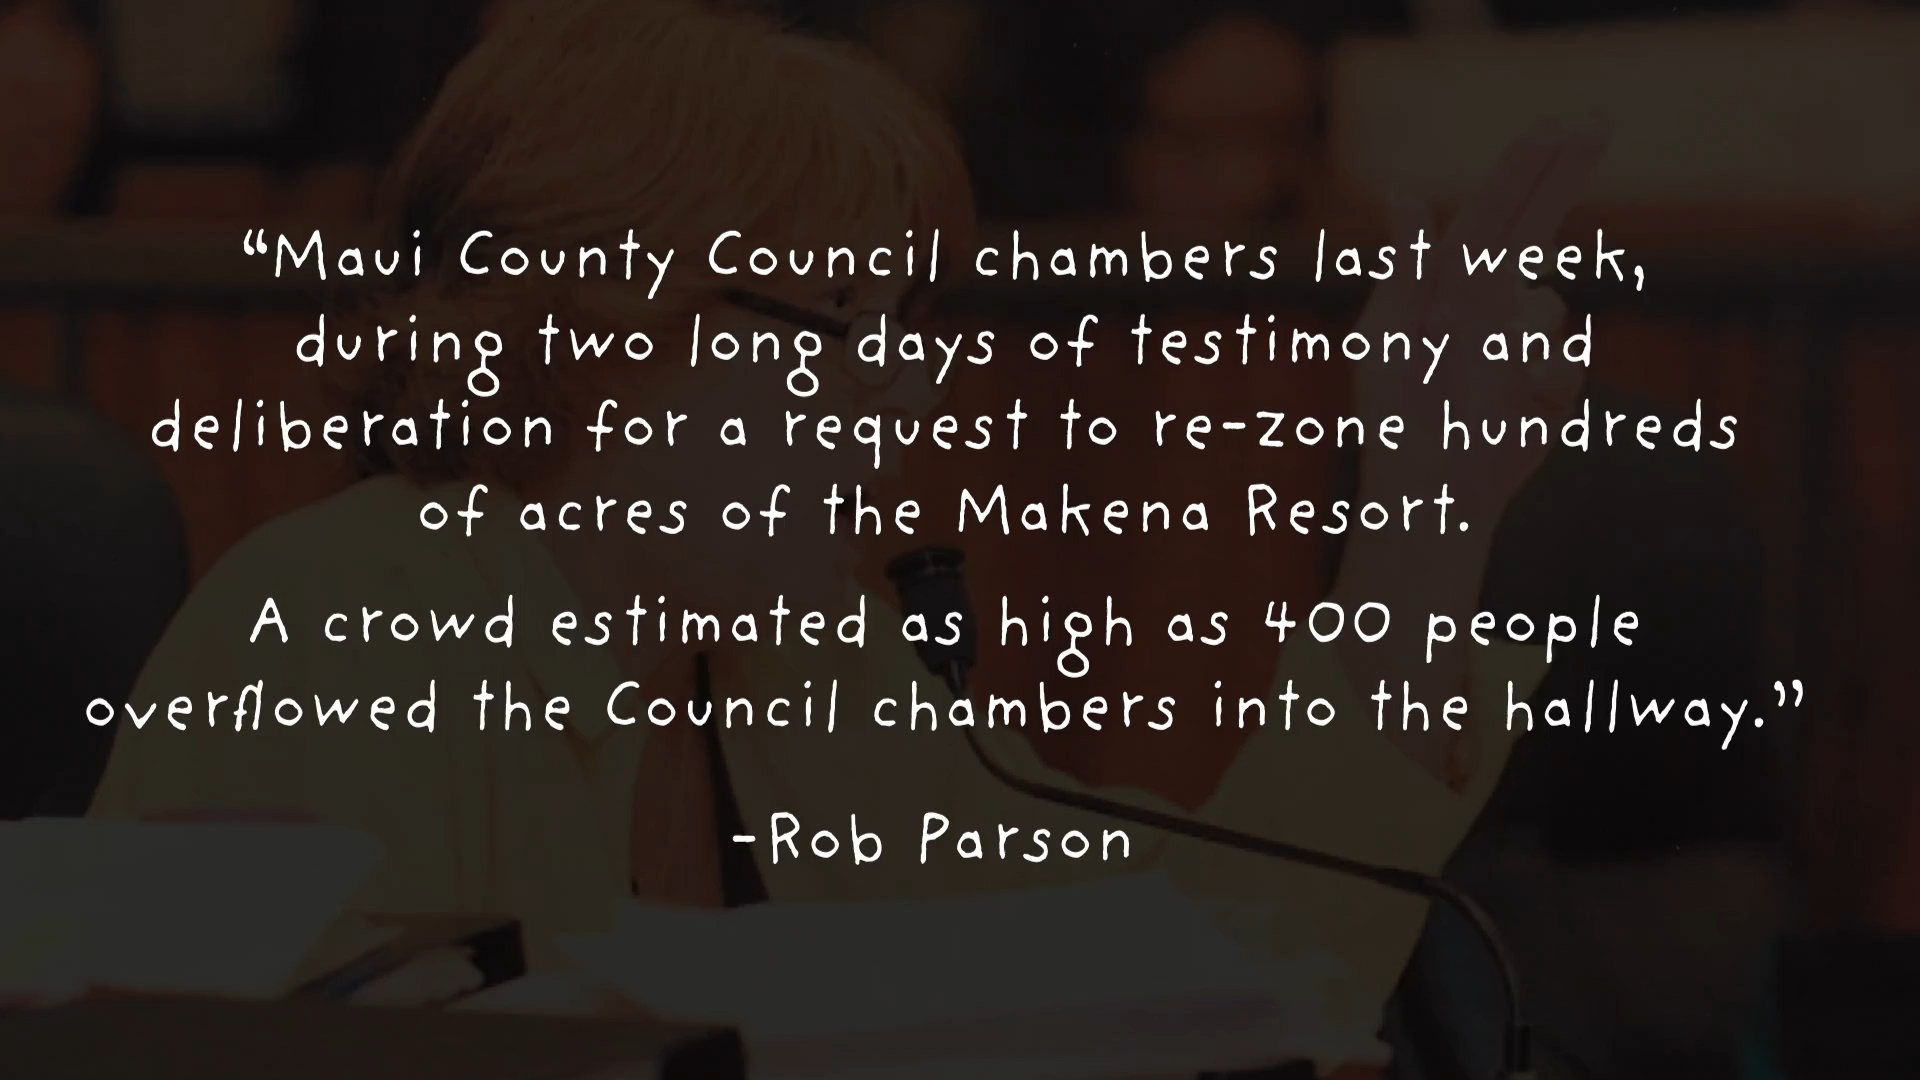 “Maui County Council chambers last week,
during two long days of testimony and
deliberation for a request to re-zone hundreds
of acres of the Makena Resort.
A crowd estimated as high as 400 people
overflowed the Council chambers into the hallway.”
-Rob Parson